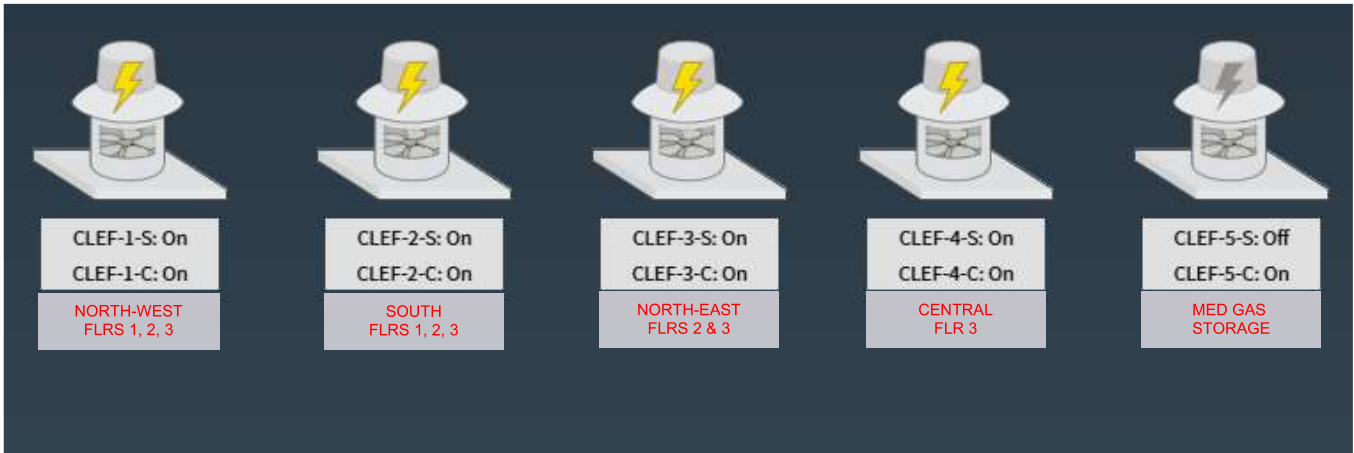 CLEF-1-S: On
CLEF-1-C: On
NORTH-WEST
FLRS 1, 2, 3
CLEF-2-S: On
CLEF-2-C: On
SOUTH
FLRS 1, 2, 3
CLEF-3-S: On
CLEF-3-C: On
NORTH-EAST
FLRS 2 & 3
CLEF-4-S: On
CLEF-4-C: On
CENTRAL
FLR 3
CLEF-5-S: Off
CLEF-5-C: On
MED GAS
STORAGE